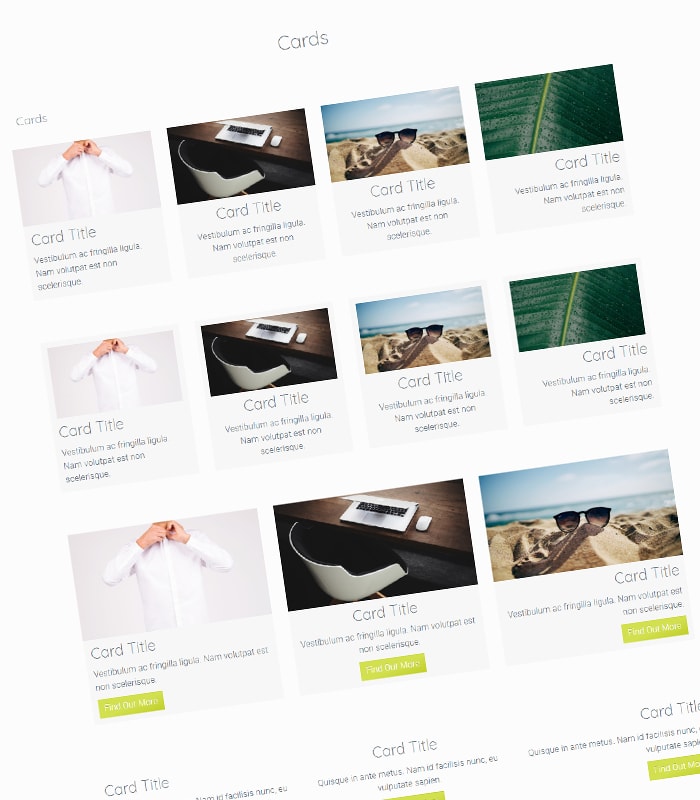 Cards
Cards
Card Title
Vestibulum ac fringilla ligula.
Nam volutpat est non
scelerisque.
Card Title
Vestibulum ac fringilla ligula.
Nam volutpat est non
scelerisque.
Card Title
Vestibulum ac fringilla ligula.
Nam volutpat est non
scelerisque.
Card Title
Vestibulum ac fringilla ligula.
Nam volutpat est non
scelerisque.
Card Title
Vestibulum ac fringilla ligula.
Nam volutpat est non
scelerisque.
Card Title
Vestibulum ac fringilla ligula.
Nam volutpat est non
scelerisque.
Card Title
Vestibulum ac fringilla ligula.
Nam volutpat est non
scelerisque.
Card Title
Vestibulum ac fringilla ligula.
Nam volutpat est non
scelerisque.
Card Title
Vestibulum ac fringilla ligula. Nam volutpat est
non scelerisque.
Find Out More
Card Title
Vestibulum ac fringilla ligula. Nam volutpat est
non scelerisque.
Find Out More
Card Title
Vestibulum ac fringilla ligula. Nam volutpat est
non scelerisque.
Find Out More
Card Title
Nam id facilisis nunc, eu
Card Title
Quisque in ante metus. Nam id facilisis nunc, eu
vulputate sapien.
Card Title
Quisque in ante metus. Nam id facilisis nunc,
vulputate
Find Out